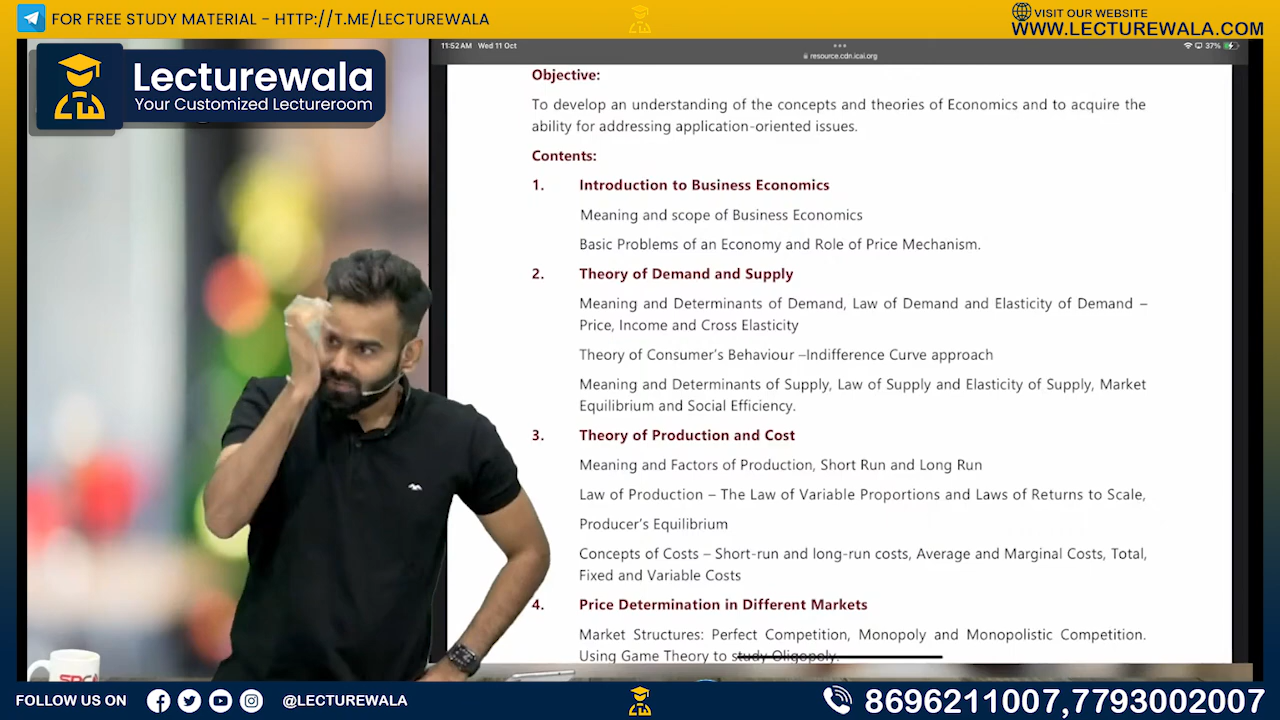 FOR FREE STUDY MATERIAL - HTTP://T.ME/LECTUREWALA
VISIT OUR WEBSITE
WWW.LECTUREWALA.COM
Lecturewala
Your Customized Lectureroom
11:52 AM Wed 11 Oct
resource.cdn.icai.org
37%
Objective:
To develop an understanding of the concepts and theories of Economics and to acquire the
ability for addressing application-oriented issues.
Contents:
1. Introduction to Business Economics
Meaning and scope of Business Economics
Basic Problems of an Economy and Role of Price Mechanism.
2. Theory of Demand and Supply
Meaning and Determinants of Demand, Law of Demand and Elasticity of Demand –
Price, Income and Cross Elasticity
Theory of Consumer's Behaviour –Indifference Curve approach
Meaning and Determinants of Supply, Law of Supply and Elasticity of Supply, Market
Equilibrium and Social Efficiency.
3. Theory of Production and Cost
Meaning and Factors of Production, Short Run and Long Run
Law of Production – The Law of Variable Proportions and Laws of Returns to Scale,
Producer's Equilibrium
Concepts of Costs – Short-run and long-run costs, Average and Marginal Costs, Total,
Fixed and Variable Costs
4. Price Determination in Different Markets
Market Structures: Perfect Competition, Monopoly and Monopolistic Competition.
Using Game Theory to study Oligopoly.
FOLLOW US ON
@LECTUREWALA
8696211007,7793002007